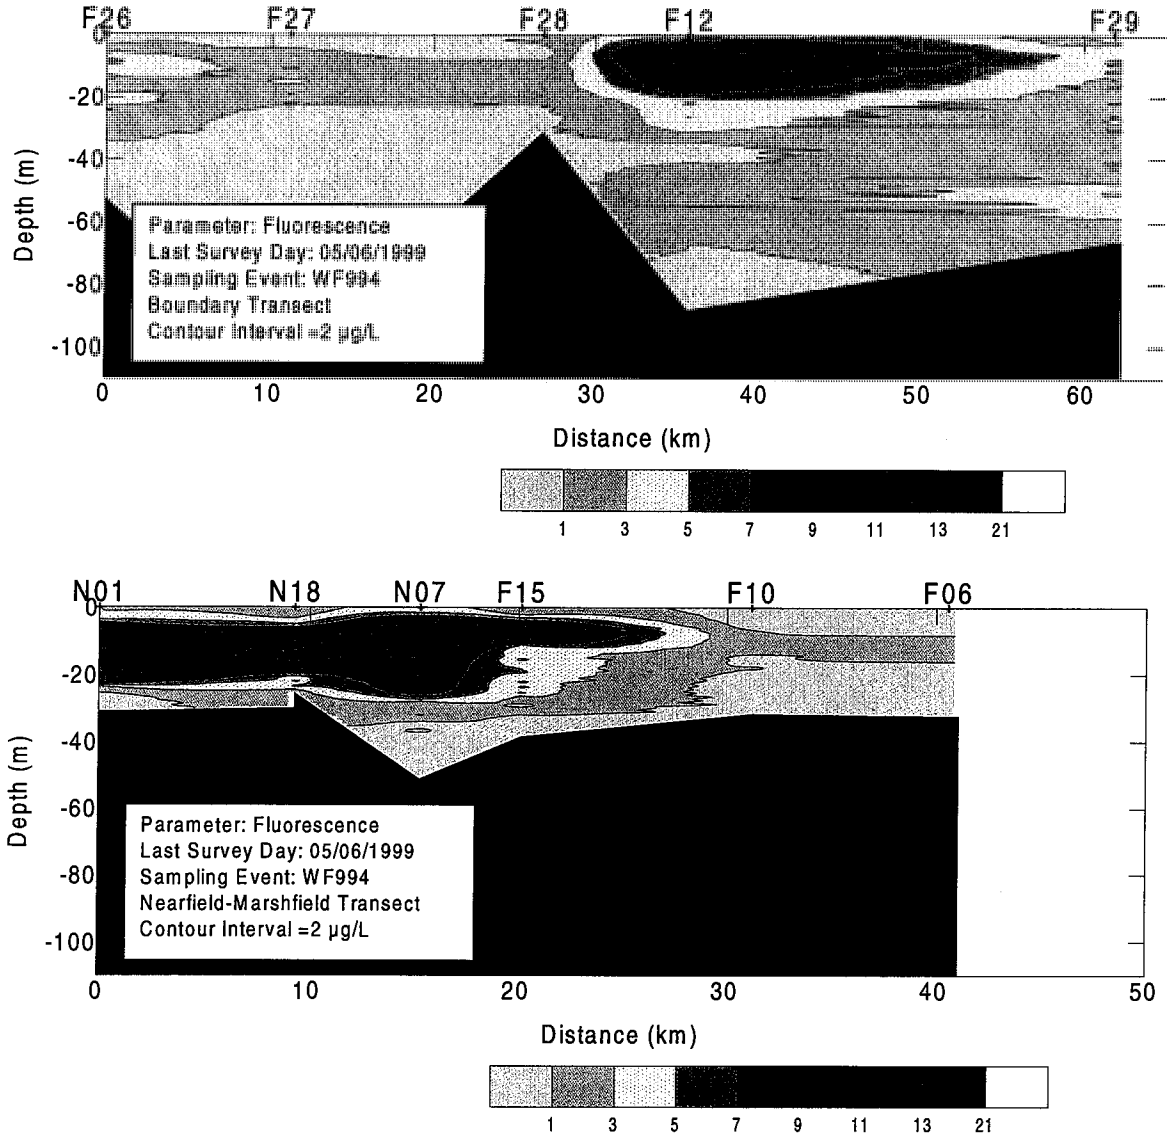 F26 F27 F28 F12 F29
0
-20
-40
-60
-80
-100
Depth (m)
Parameter: Fluorescence
Last Survey Day: 05/06/1999
Sampling Event: WF994
Boundary Transect
Contour Interval =2 µg/L
0 10 20 30 40 50 60
Distance (km)
1 3 5 7 9 11 13 21
N01 N18 N07 F15 F10 F06
0
-20
-40
-60
-80
-100
Depth (m)
Parameter: Fluorescence
Last Survey Day: 05/06/1999
Sampling Event: WF994
Nearfield-Marshfield Transect
Contour Interval =2 µg/L
0 10 20 30 40 50
Distance (km)
1 3 5 7 9 11 13 21